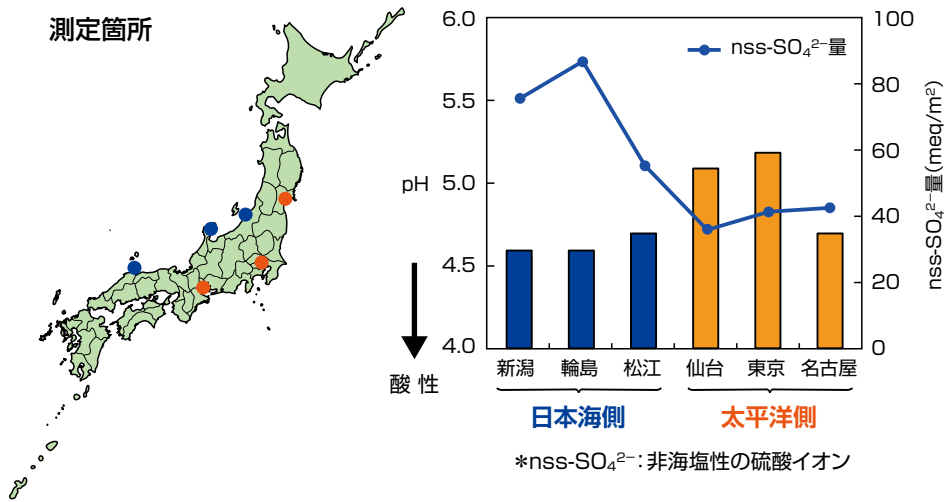 測定箇所
6.0
5.5
5.0
4.5
4.0
pH
酸性
nss-SO₄²⁻量
100
80
60
40
20
0
nss-SO₄²⁻量(meq/m²)
新潟 輪島 松江 仙台 東京 名古屋
日本海側 太平洋側
*nss-SO₄²⁻:非海塩性の硫酸イオン